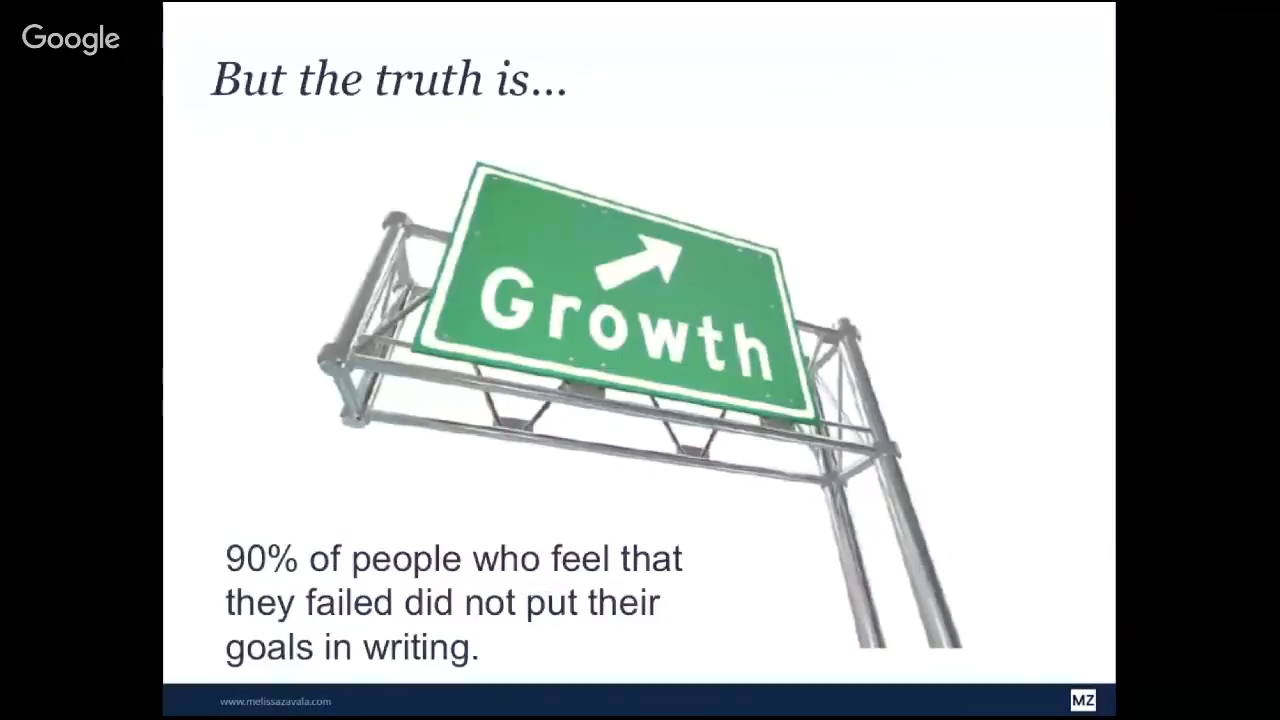 Google
But the truth is...
Growth
90% of people who feel that
they failed did not put their
goals in writing.
www.melissazavala.com
MZ